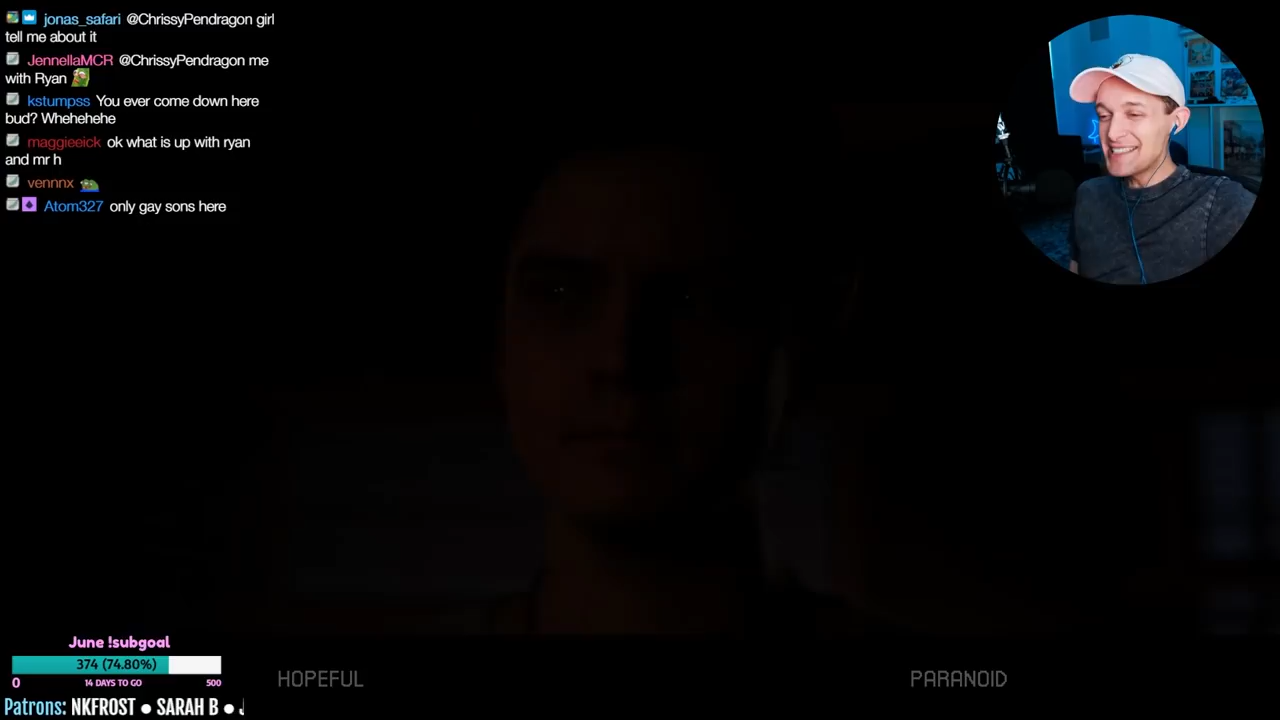 jonas_safari @ChrissyPendragon girl
tell me about it
JennellaMCR @ChrissyPendragon me
with Ryan
kstumpss You ever come down here
bud? Whehehehe
maggieeick ok what is up with ryan
and mr h
vennnx
Atom327 only gay sons here
June !subgoal
374 (74.80%)
0 14 DAYS TO GO 500
Patrons: NKFROST ● SARAH B ●
HOPEFUL
PARANOID